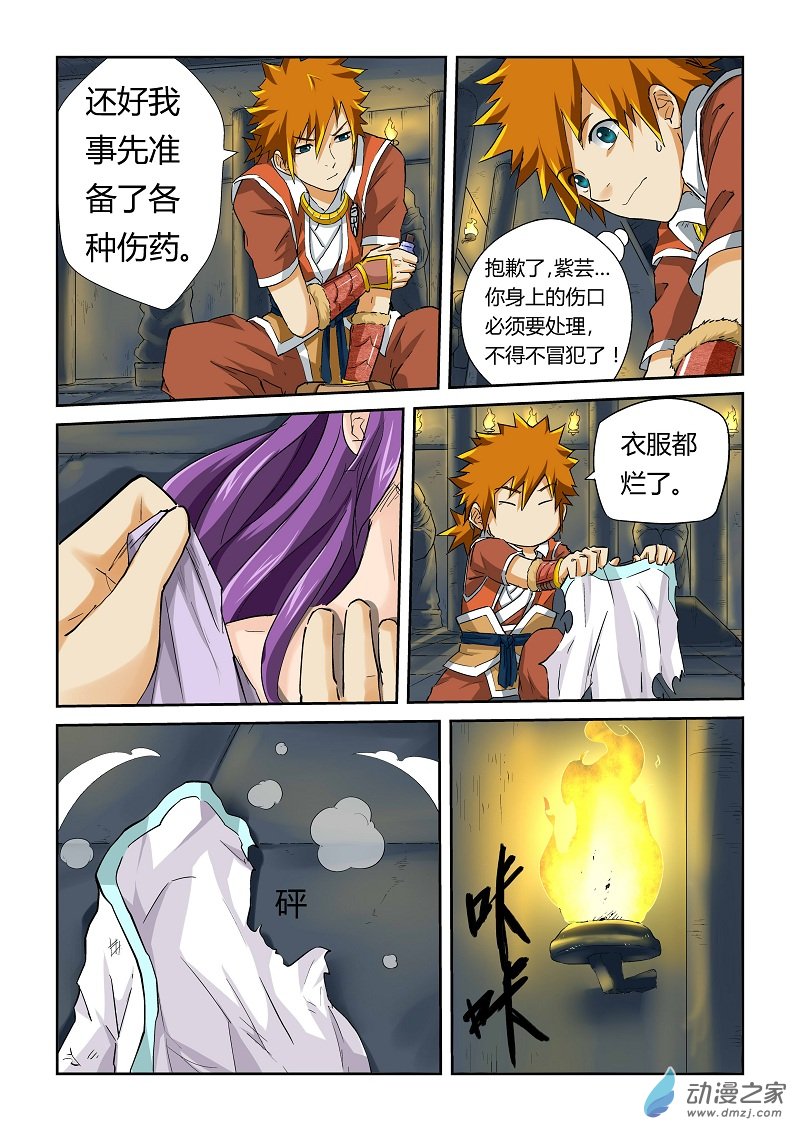 还好我
事先准
备了各
种伤药。
抱歉了，紫芸…
你身上的伤口
必须要处理，
不得不冒犯了！
衣服都
烂了。
砰
咔
咔
动漫之家
www.dmzj.com